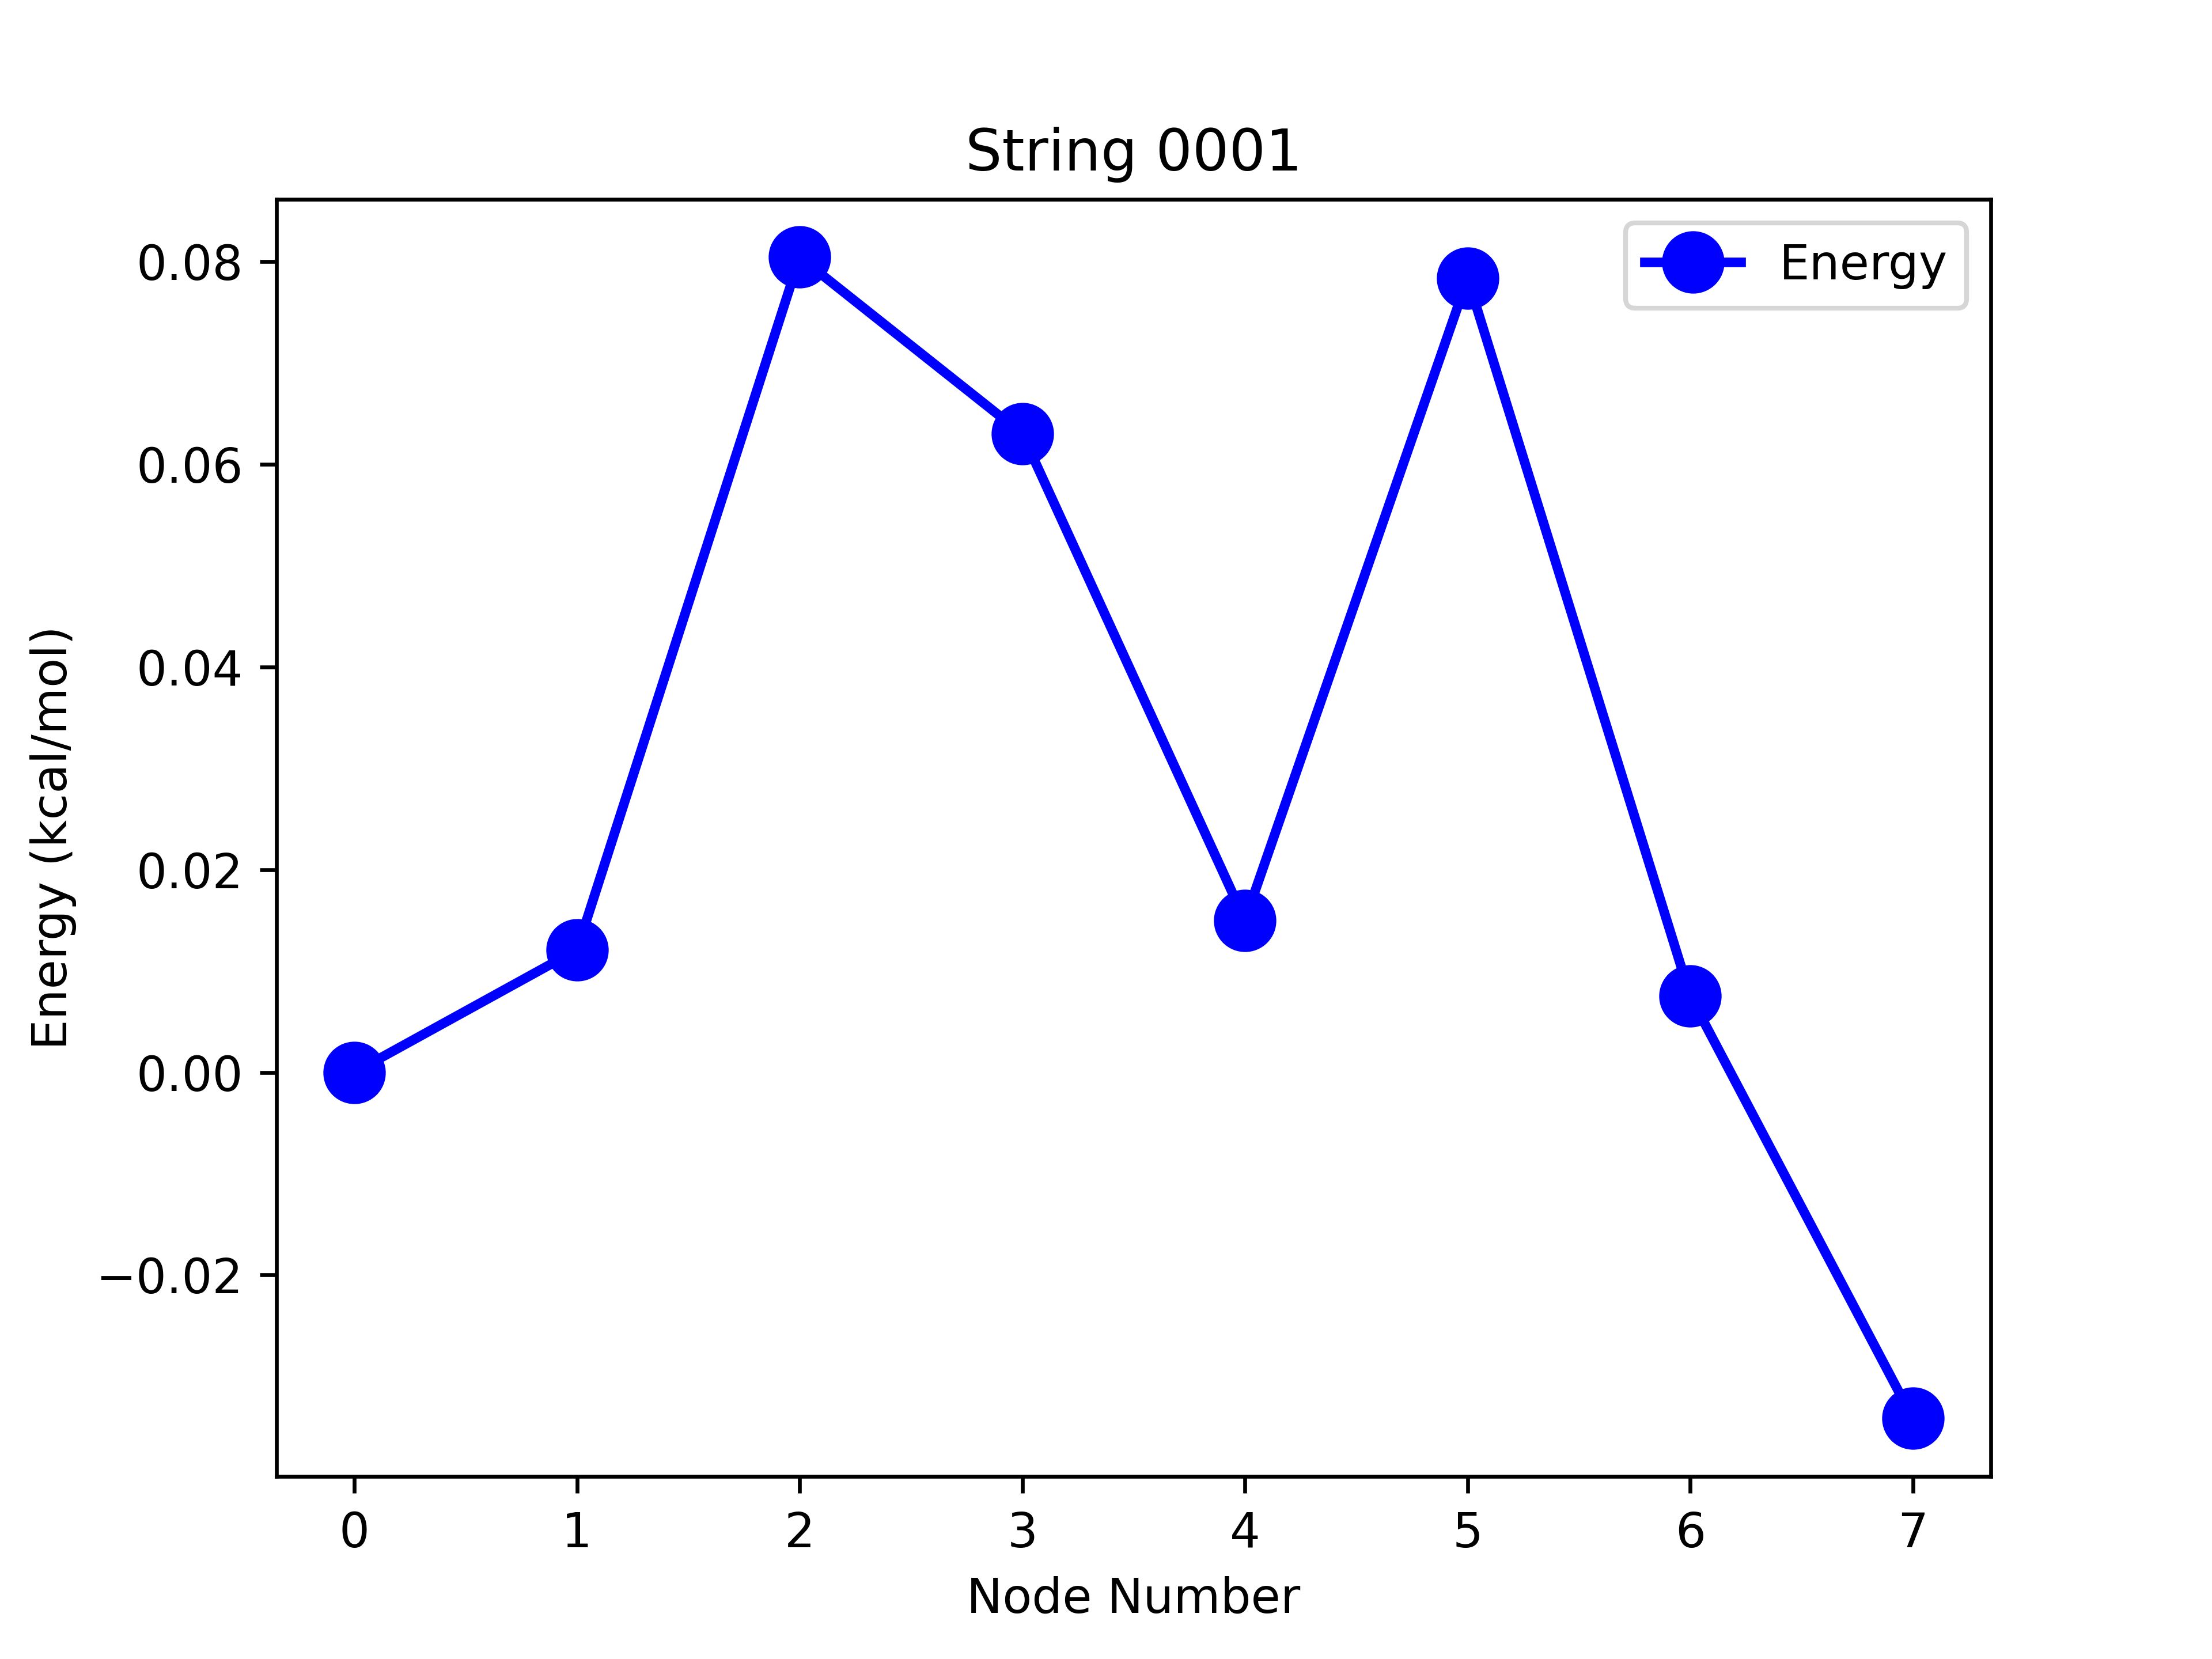 String 0001
Energy
Energy (kcal/mol)
0.08
0.06
0.04
0.02
0.00
−0.02
0 1 2 3 4 5 6 7
Node Number